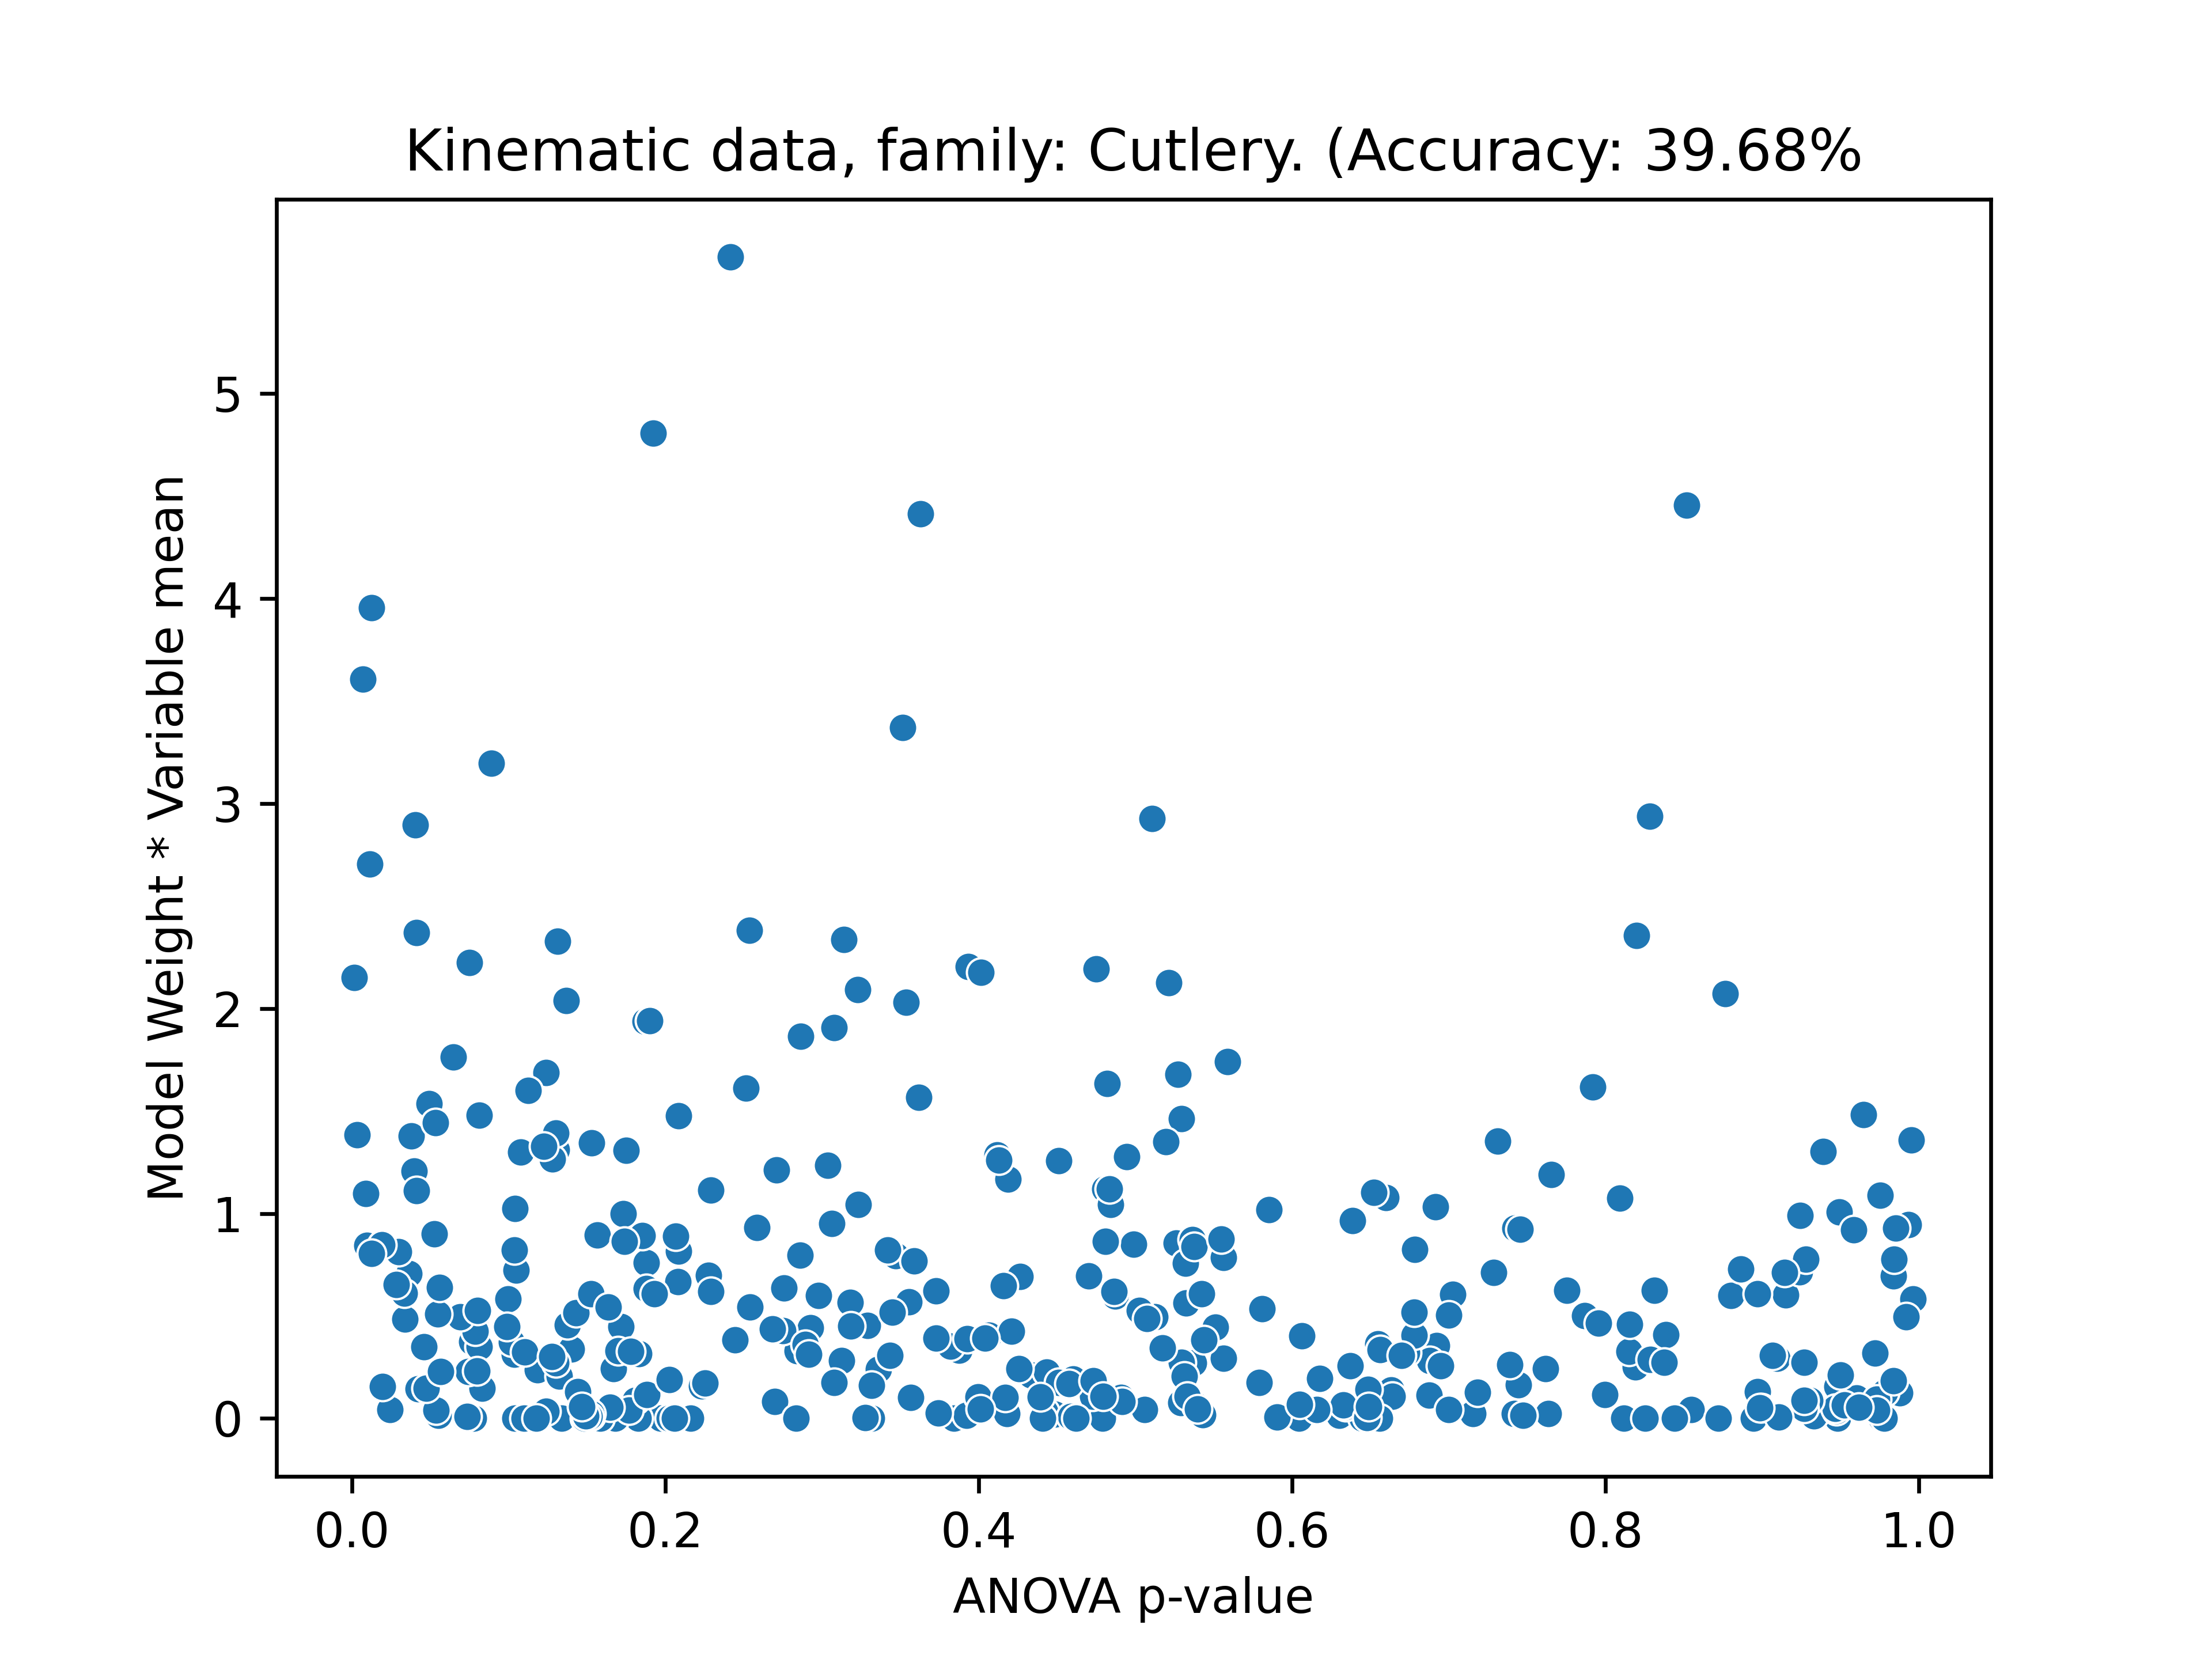 Kinematic data, family: Cutlery. (Accuracy: 39.68%
Model Weight * Variable mean
5
4
3
2
1
0
0.0 0.2 0.4 0.6 0.8 1.0
ANOVA p-value